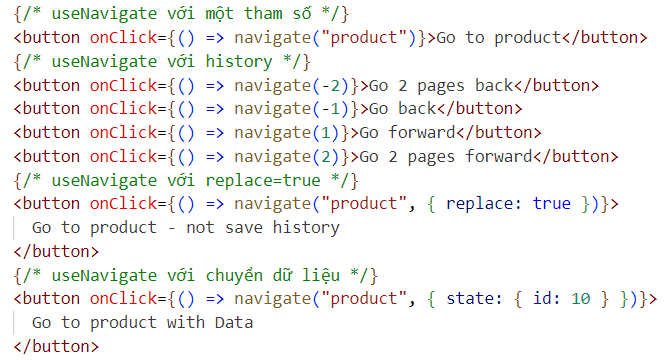 {/* useNavigate với một tham số */}
<button onClick={() => navigate("product")}>Go to product</button>
{/* useNavigate với history */}
<button onClick={() => navigate(-2)}>Go 2 pages back</button>
<button onClick={() => navigate(-1)}>Go back</button>
<button onClick={() => navigate(1)}>Go forward</button>
<button onClick={() => navigate(2)}>Go 2 pages forward</button>
{/* useNavigate với replace=true */}
<button onClick={() => navigate("product", { replace: true })}>
  Go to product - not save history
</button>
{/* useNavigate với chuyển dữ liệu */}
<button onClick={() => navigate("product", { state: { id: 10 } })}>
  Go to product with Data
</button>